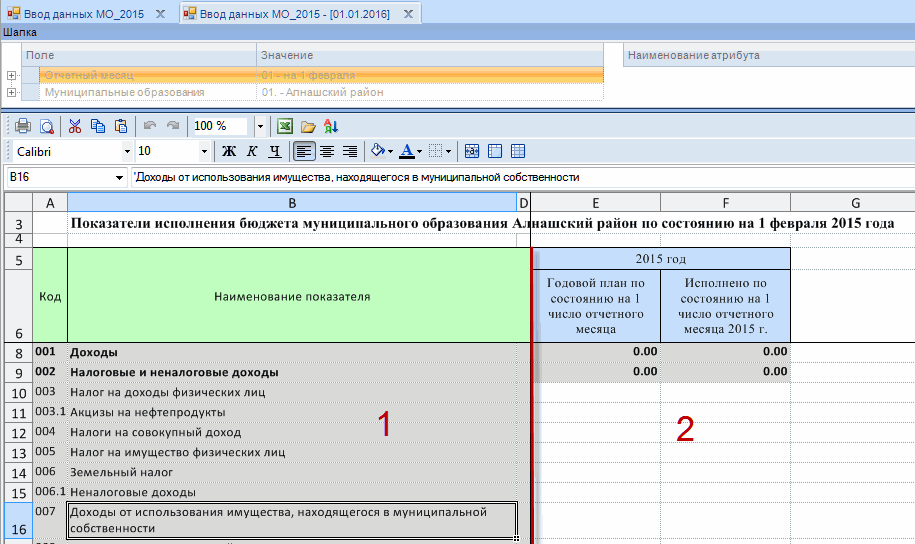 Ввод данных МО_2015 Ввод данных МО_2015 - [01.01.2016]
Шапка
Поле Значение Наименование атрибута
Отчетный месяц 01 - на 1 февраля
Муниципальные образования 01. - Алнашский район
100 %
Calibri 10 Ж К Ч А
B16 'Доходы от использования имущества, находящегося в муниципальной собственности
A B D E F G
3 Показатели исполнения бюджета муниципального образования Алнашский район по состоянию на 1 февраля 2015 года
4
5 2015 год
6 Код Наименование показателя
Годовой план по
состоянию на 1
число отчетного
месяца
Исполнено по
состоянию на 1
число отчетного
месяца 2015 г.
8 001 Доходы 0.00 0.00
9 002 Налоговые и неналоговые доходы 0.00 0.00
10 003 Налог на доходы физических лиц
11 003.1 Акцизы на нефтепродукты
1 2
12 004 Налоги на совокупный доход
13 005 Налог на имущество физических лиц
14 006 Земельный налог
15 006.1 Неналоговые доходы
16 007 Доходы от использования имущества, находящегося в муниципальной
собственности